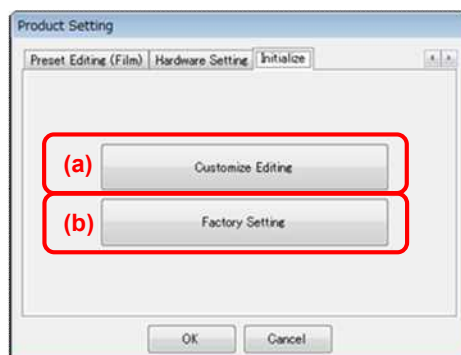 Product Setting
Preset Editing (Film) Hardware Setting Initialize
(a) Customize Editing
(b) Factory Setting
OK Cancel